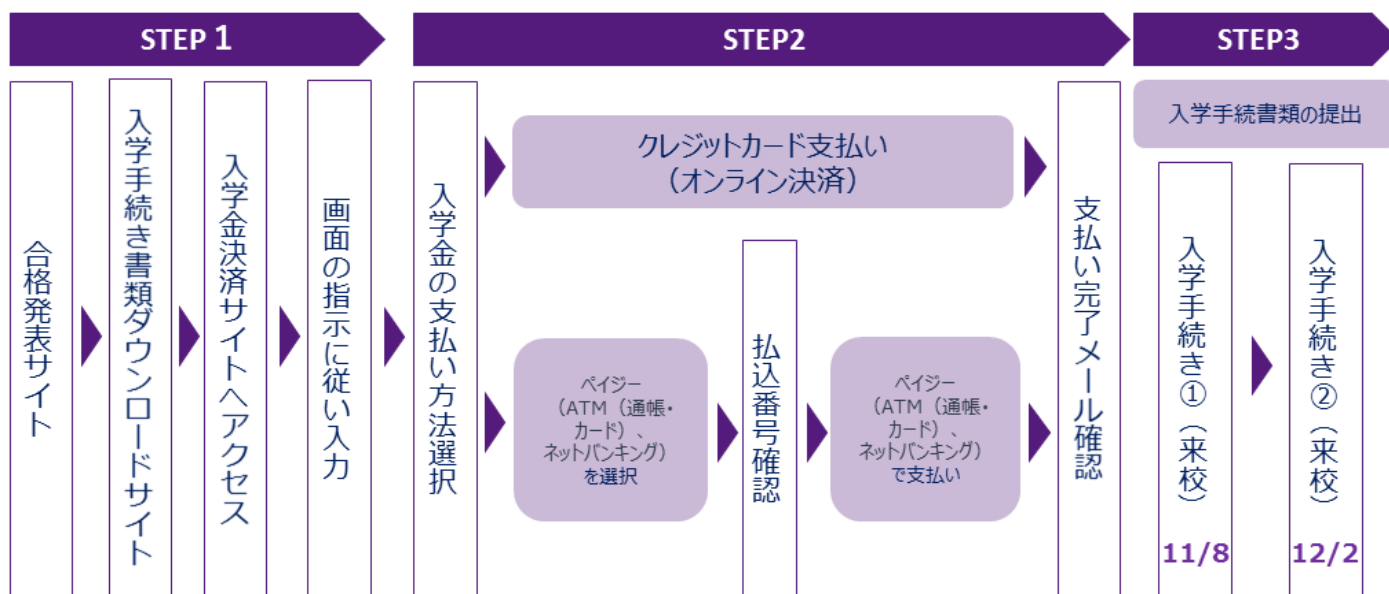 STEP 1
STEP2
STEP3
合格発表サイト
入学手続き書類ダウンロードサイト
入学金決済サイトへアクセス
画面の指示に従い入力
入学金の支払い方法選択
クレジットカード支払い
（オンライン決済）
ペイジー
（ATM（通帳・
カード）、
ネットバンキング）
を選択
払込番号確認
ペイジー
（ATM（通帳・
カード）、
ネットバンキング）
で支払い
支払い完了メール確認
入学手続書類の提出
入学手続き①（来校）
11/8
入学手続き②（来校）
12/2